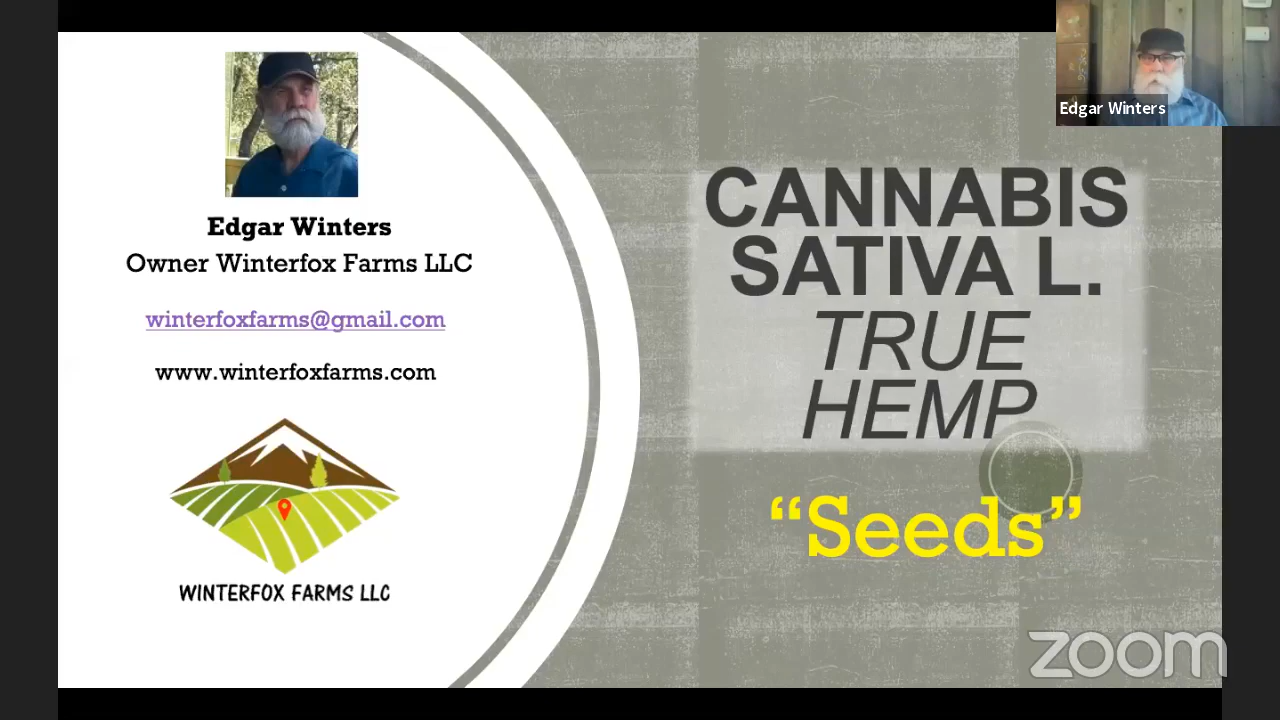 Edgar Winters
Owner Winterfox Farms LLC
winterfoxfarms@gmail.com
www.winterfoxfarms.com
WINTERFOX FARMS LLC
CANNABIS
SATIVA L.
TRUE
HEMP
“Seeds”
Edgar Winters
zoom